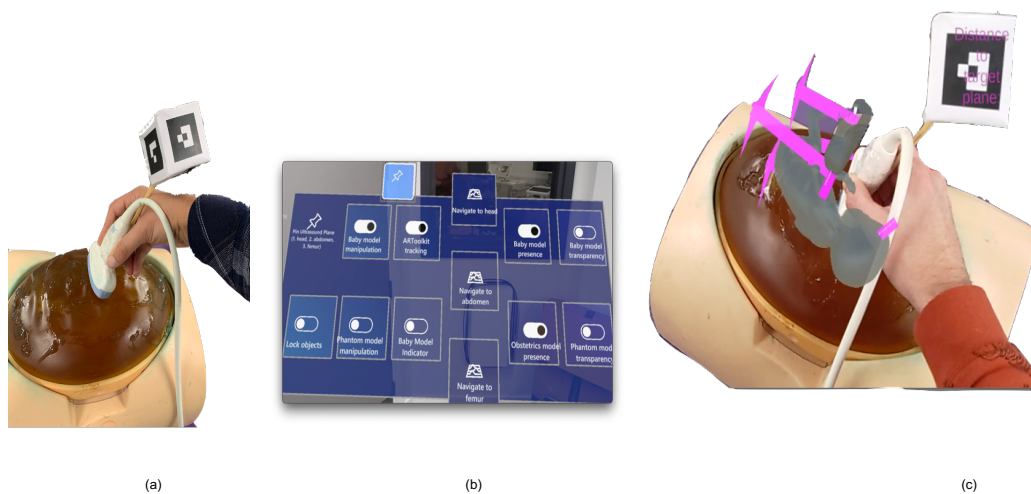 Distance
to
target
plane:
Navigate to head
Pin Ultrasound Plane
(1. head, 2. abdomen,
3. femur)
Baby model
manipulation
ARToolkit
tracking
Baby model
presence
Baby model
transparency
Navigate to
abdomen
Lock objects
Phantom model
manipulation
Baby Model
Indicator
Obstetrics model
presence
Phantom mod
transparency
Navigate to
femur
(a)
(b)
(c)